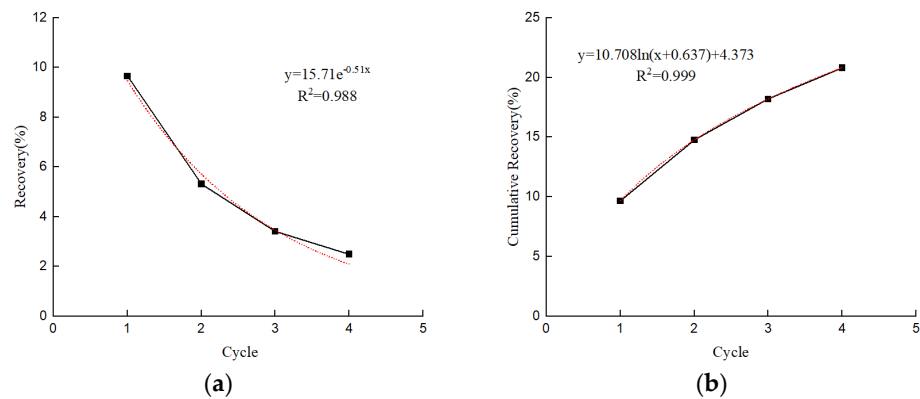 12
10
8
6
4
2
0
0
1
2
3
4
5
Recovery(%)
Cycle
y=15.71e^-0.51x
R²=0.988
(a)
25
20
15
10
5
0
0
1
2
3
4
5
Cumulative Recovery(%)
Cycle
y=10.708ln(x+0.637)+4.373
R²=0.999
(b)